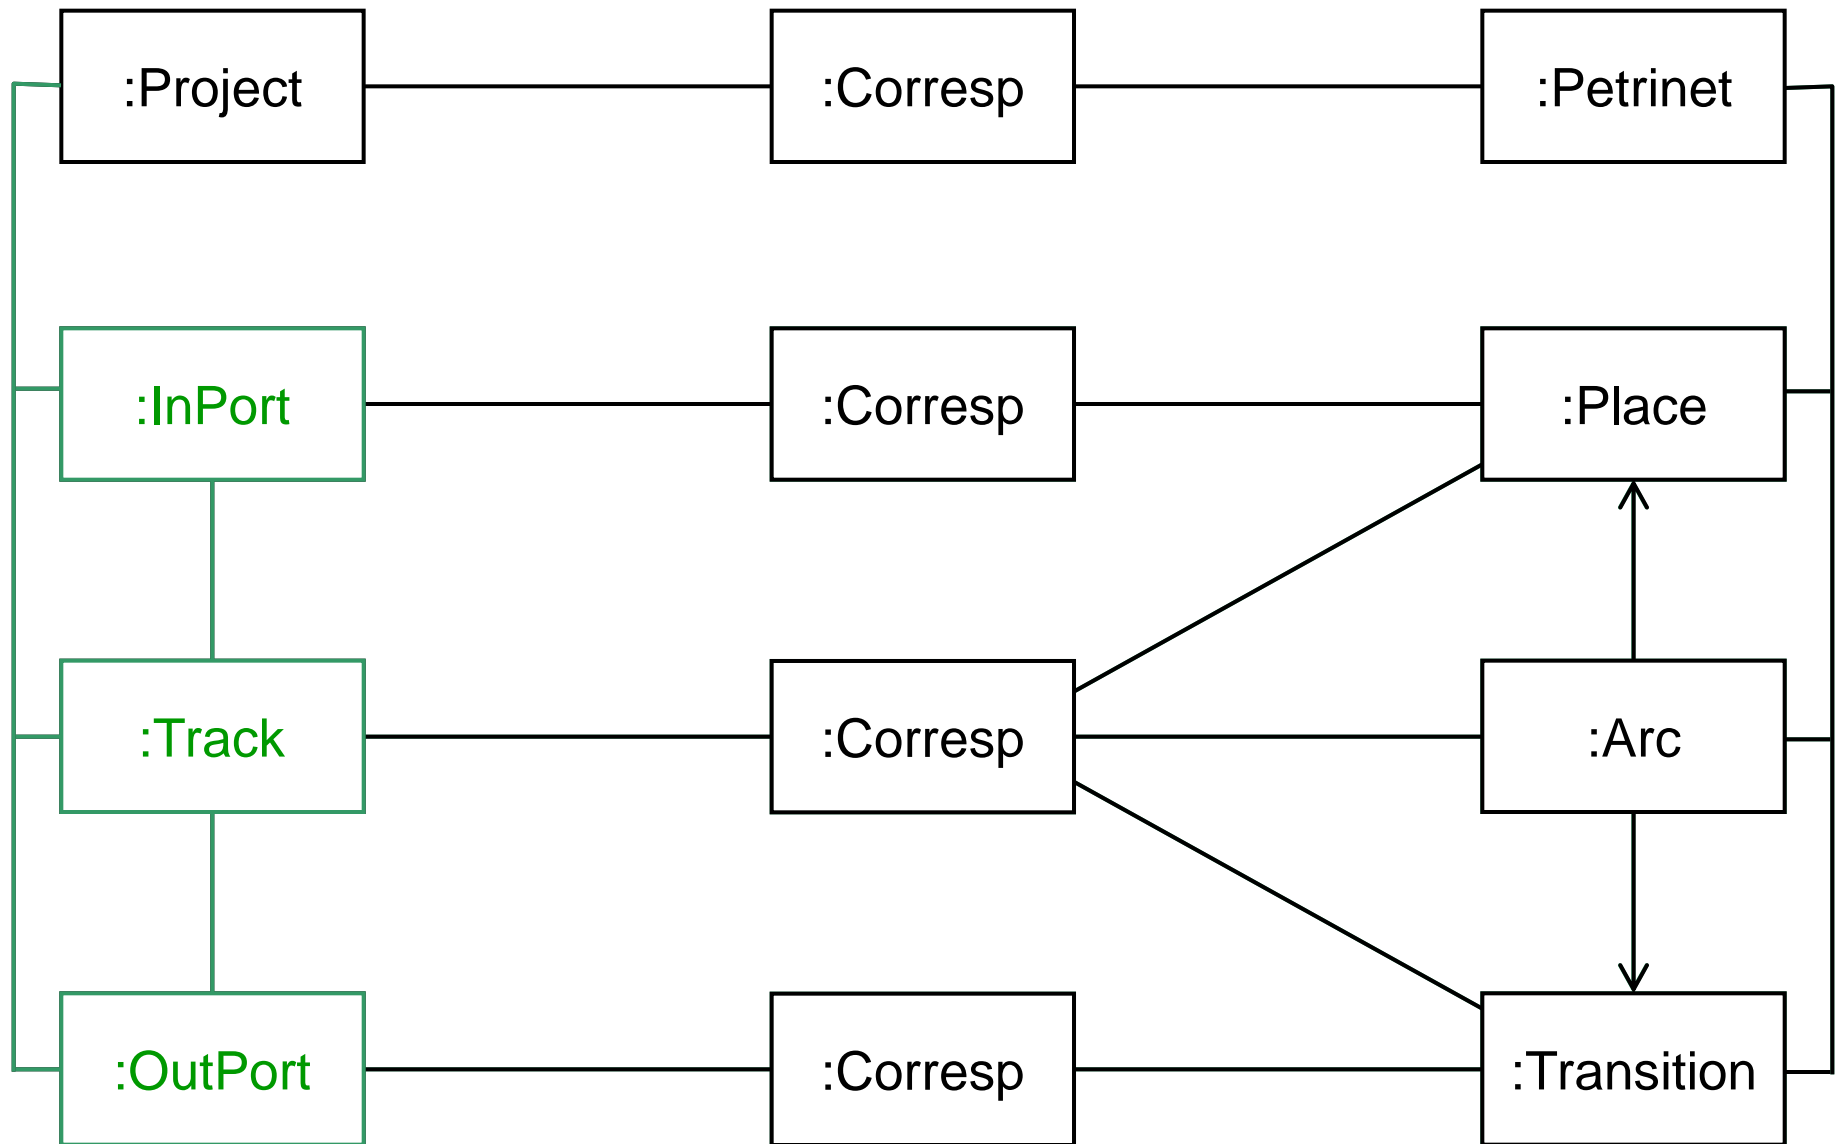 :Project
:Corresp
:Petrinet
:InPort
:Corresp
:Place
:Track
:Corresp
:Arc
:OutPort
:Corresp
:Transition